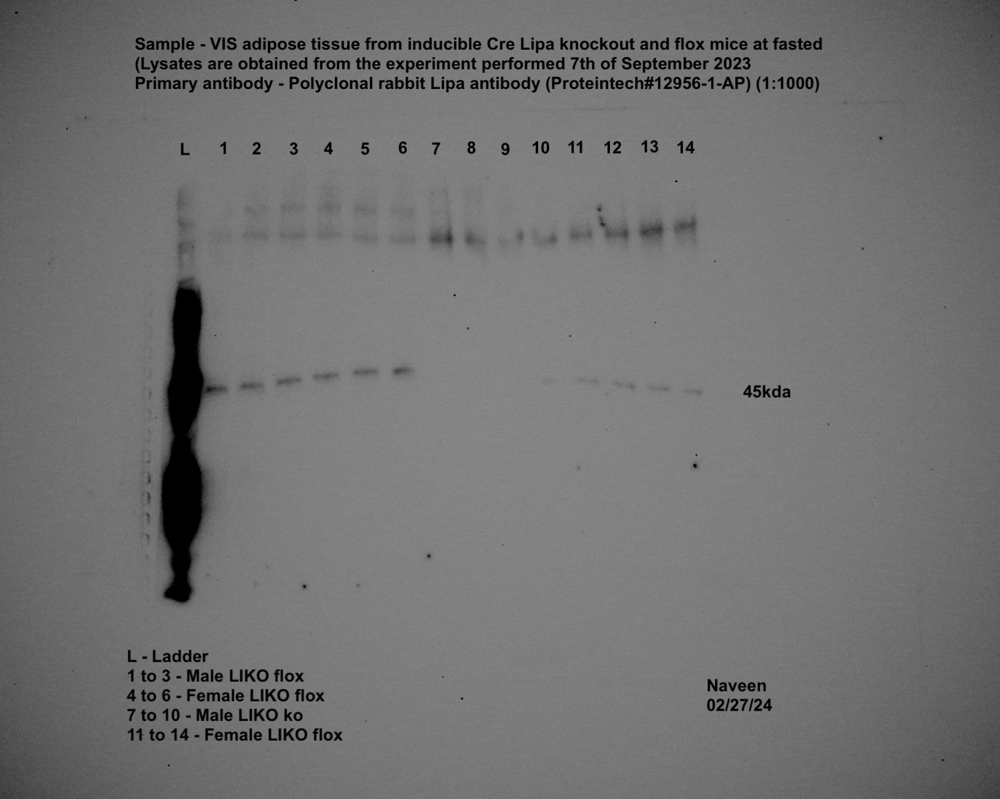 Sample - VIS adipose tissue from inducible Cre Lipa knockout and flox mice at fasted
(Lysates are obtained from the experiment performed 7th of September 2023
Primary antibody - Polyclonal rabbit Lipa antibody (Proteintech#12956-1-AP) (1:1000)
L 1 2 3 4 5 6 7 8 9 10 11 12 13 14
45kda
L - Ladder
1 to 3 - Male LIKO flox
4 to 6 - Female LIKO flox
7 to 10 - Male LIKO ko
11 to 14 - Female LIKO flox
Naveen
02/27/24